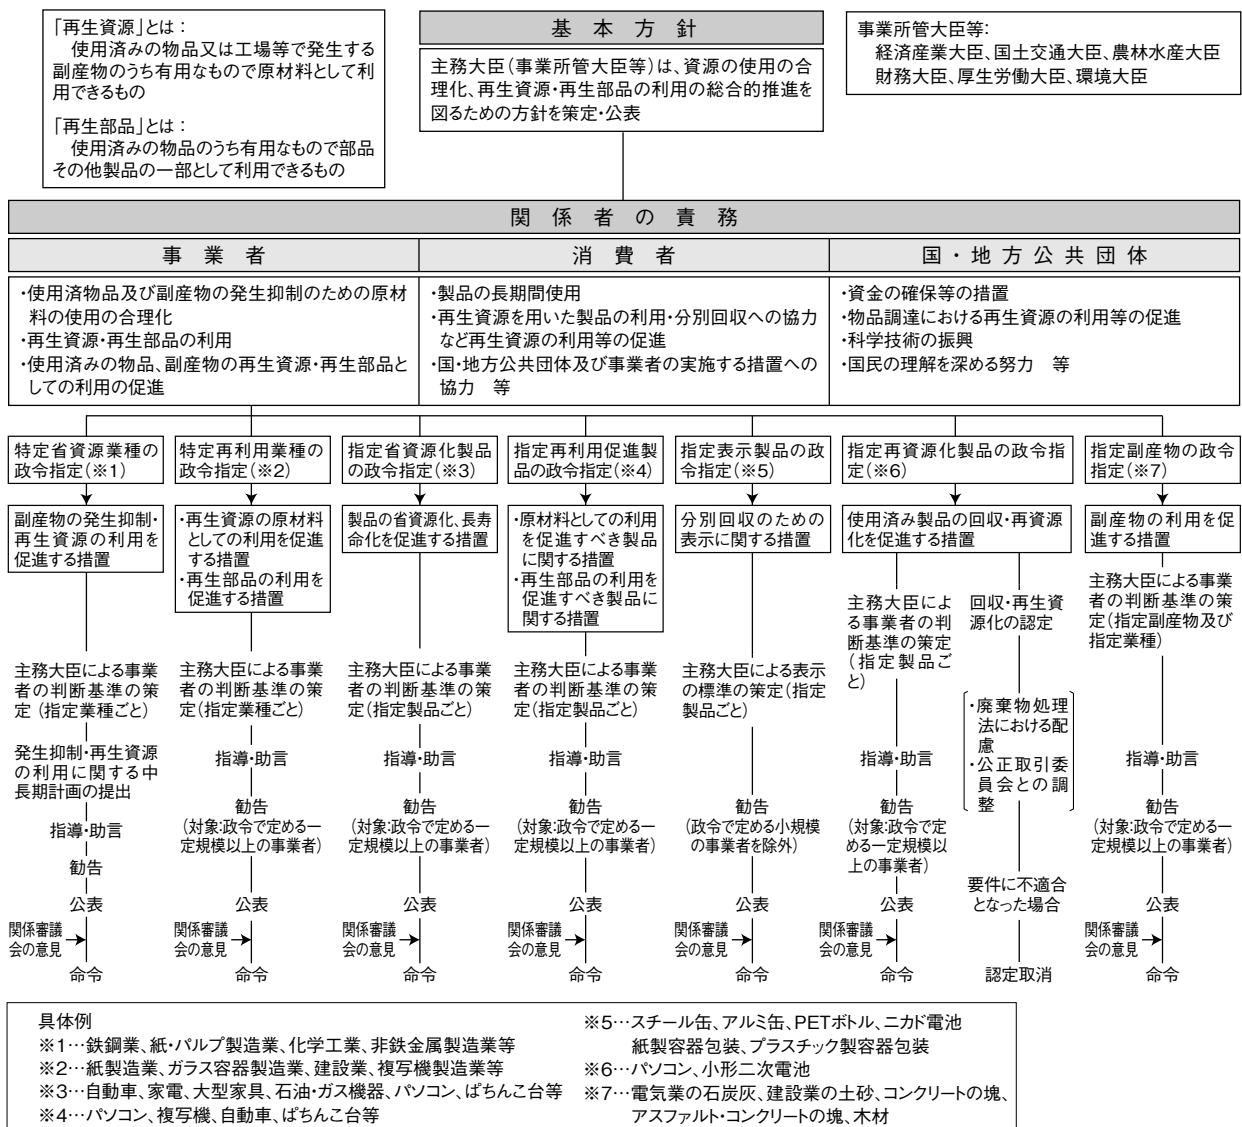 「再生資源」とは：
使用済みの物品又は工場等で発生する
副産物のうち有用なもので原材料として利
用できるもの
「再生部品」とは：
使用済みの物品のうち有用なもので部品
その他製品の一部として利用できるもの
基本方針
主務大臣（事業所管大臣等）は、資源の使用の合
理化、再生資源・再生部品の利用の総合的推進を
図るための方針を策定・公表
事業所管大臣等:
経済産業大臣、国土交通大臣、農林水産大臣
財務大臣、厚生労働大臣、環境大臣
関係者の責務
事業者
・使用済物品及び副産物の発生抑制のための原材
料の使用の合理化
・再生資源・再生部品の利用
・使用済みの物品、副産物の再生資源・再生部品と
しての利用の促進
消費者
・製品の長期間使用
・再生資源を用いた製品の利用・分別回収への協力
など再生資源の利用等の促進
・国・地方公共団体及び事業者の実施する措置への
協力　等
国・地方公共団体
・資金の確保等の措置
・物品調達における再生資源の利用等の促進
・科学技術の振興
・国民の理解を深める努力　等
特定省資源業種の
政令指定（※1）
副産物の発生抑制・
再生資源の利用を
促進する措置
主務大臣による事業
者の判断基準の策
定（指定業種ごと）
発生抑制・再生資源
の利用に関する中
長期計画の提出
指導・助言
勧告
公表
関係審議
会の意見
命令
特定再利用業種の
政令指定（※2）
・再生資源の原材料
としての利用を促進
する措置
・再生部品の利用を
促進する措置
主務大臣による事業
者の判断基準の策
定（指定業種ごと）
指導・助言
勧告
（対象:政令で定める一
定規模以上の事業者）
公表
関係審議
会の意見
命令
指定省資源化製品
の政令指定（※3）
製品の省資源化、長寿
命化を促進する措置
主務大臣による事業
者の判断基準の策
定（指定製品ごと）
指導・助言
勧告
（対象:政令で定める一
定規模以上の事業者）
公表
関係審議
会の意見
命令
指定再利用促進製
品の政令指定（※4）
・原材料としての利用
を促進すべき製品
に関する措置
・再生部品の利用を
促進すべき製品に
関する措置
主務大臣による事業
者の判断基準の策
定（指定製品ごと）
指導・助言
勧告
（対象:政令で定める一
定規模以上の事業者）
公表
関係審議
会の意見
命令
指定表示製品の政
令指定（※5）
分別回収のための
表示に関する措置
主務大臣による表示
の標準の策定（指定
製品ごと）
指導・助言
勧告
（政令で定める小規模
の事業者を除外）
公表
関係審議
会の意見
命令
指定再資源化製品の政令指
定（※6）
使用済み製品の回収・再資源
化を促進する措置
主務大臣によ
る事業者の判
断基準の策定
（指定製品ご
と）
指導・助言
勧告
（対象:政令で定
める一定規模以
上の事業者）
公表
関係審議
会の意見
命令
回収・再生資
源化の認定
・廃棄物処理
法における配
慮
・公正取引委
員会との調
整
要件に不適合
となった場合
認定取消
指定副産物の政令
指定（※7）
副産物の利用を促
進する措置
主務大臣による事業
者の判断基準の策
定（指定副産物及び
指定業種）
指導・助言
勧告
（対象:政令で定める一
定規模以上の事業者）
公表
関係審議
会の意見
命令
具体例
※1…鉄鋼業、紙・パルプ製造業、化学工業、非鉄金属製造業等
※2…紙製造業、ガラス容器製造業、建設業、複写機製造業等
※3…自動車、家電、大型家具、石油・ガス機器、パソコン、ぱちんこ台等
※4…パソコン、複写機、自動車、ぱちんこ台等
※5…スチール缶、アルミ缶、PETボトル、ニカド電池
紙製容器包装、プラスチック製容器包装
※6…パソコン、小形二次電池
※7…電気業の石炭灰、建設業の土砂、コンクリートの塊、
アスファルト・コンクリートの塊、木材